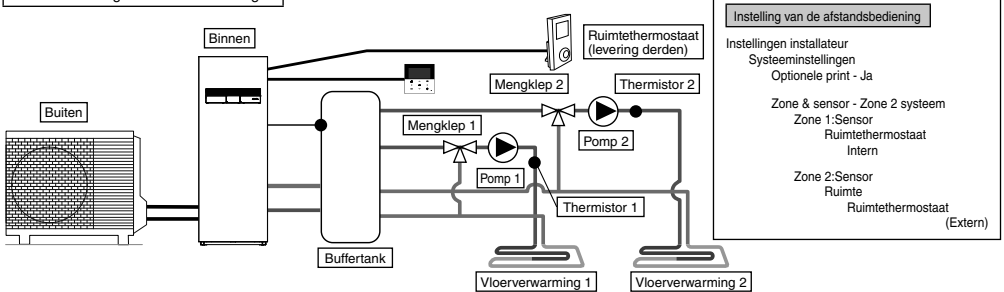 Binnen
Ruimtethermostaat
(levering derden)
Mengklep 2
Thermistor 2
Buiten
Mengklep 1
Pomp 2
Pomp 1
Thermistor 1
Buffertank
Vloerverwarming 1
Vloerverwarming 2
Instelling van de afstandsbediening
Instellingen installateur
Systeeminstellingen
Optionele print - Ja
Zone & sensor - Zone 2 systeem
Zone 1:Sensor
Ruimtethermostaat
Intern
Zone 2:Sensor
Ruimte
Ruimtethermostaat
(Extern)